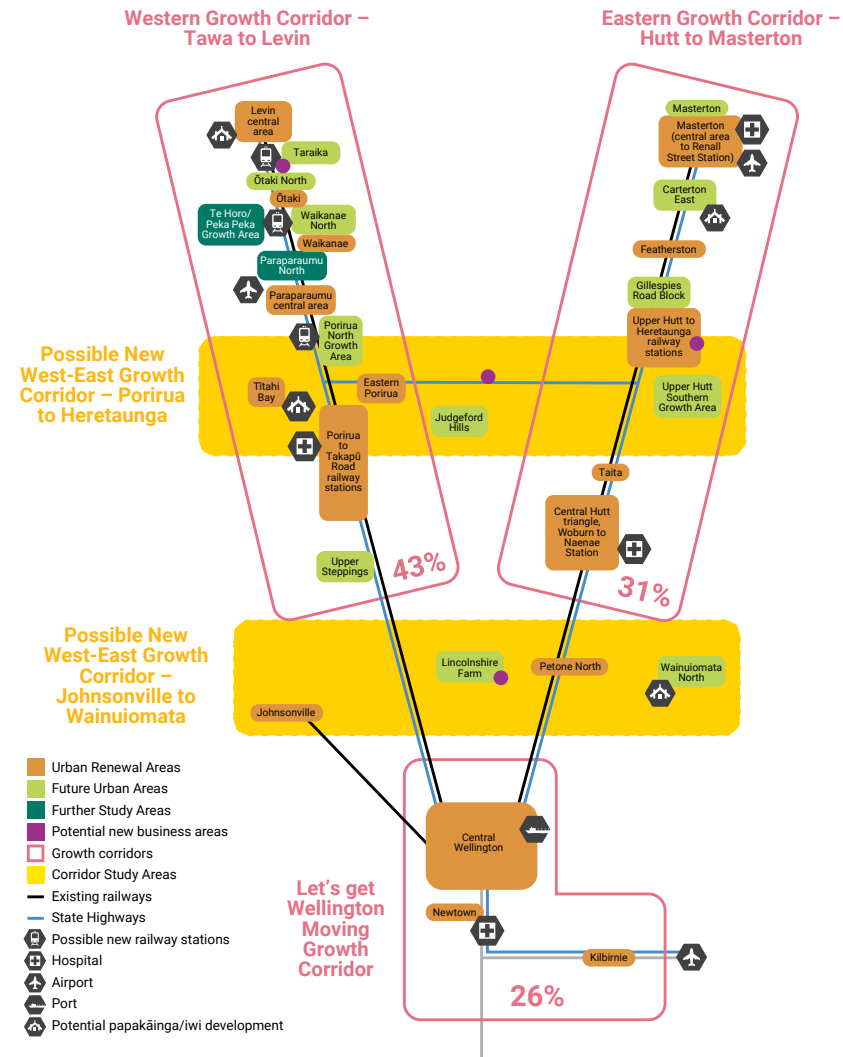 Western Growth Corridor –
Tawa to Levin
Eastern Growth Corridor –
Hutt to Masterton
Levin
central
area
Taraika
Ōtaki North
Ōtaki
Te Horo/
Peka Peka
Growth Area
Waikanae
North
Waikanae
Paraparaumu
North
Paraparaumu
central area
Porirua
North
Growth
Area
Masterton
Masterton
(central area
to Renall
Street Station)
Carterton
East
Featherston
Gillespies
Road Block
Upper Hutt to
Heretaunga
railway
stations
Possible New
West-East Growth
Corridor – Porirua
to Heretaunga
Tītahi
Bay
Eastern
Porirua
Judgeford
Hills
Upper Hutt
Southern
Growth Area
Porirua
to
Takapū
Road
railway
stations
Taita
Central Hutt
triangle,
Woburn to
Naenae
Station
Upper
Steppings
43%
31%
Possible New
West-East Growth
Corridor –
Johnsonville to
Wainuiomata
Lincolnshire
Farm
Petone North
Wainuiomata
North
Johnsonville
Central
Wellington
Let's get
Wellington
Moving
Growth
Corridor
Newtown
Kilbirnie
26%
Urban Renewal Areas
Future Urban Areas
Further Study Areas
Potential new business areas
Growth corridors
Corridor Study Areas
Existing railways
State Highways
Possible new railway stations
Hospital
Airport
Port
Potential papakāinga/iwi development